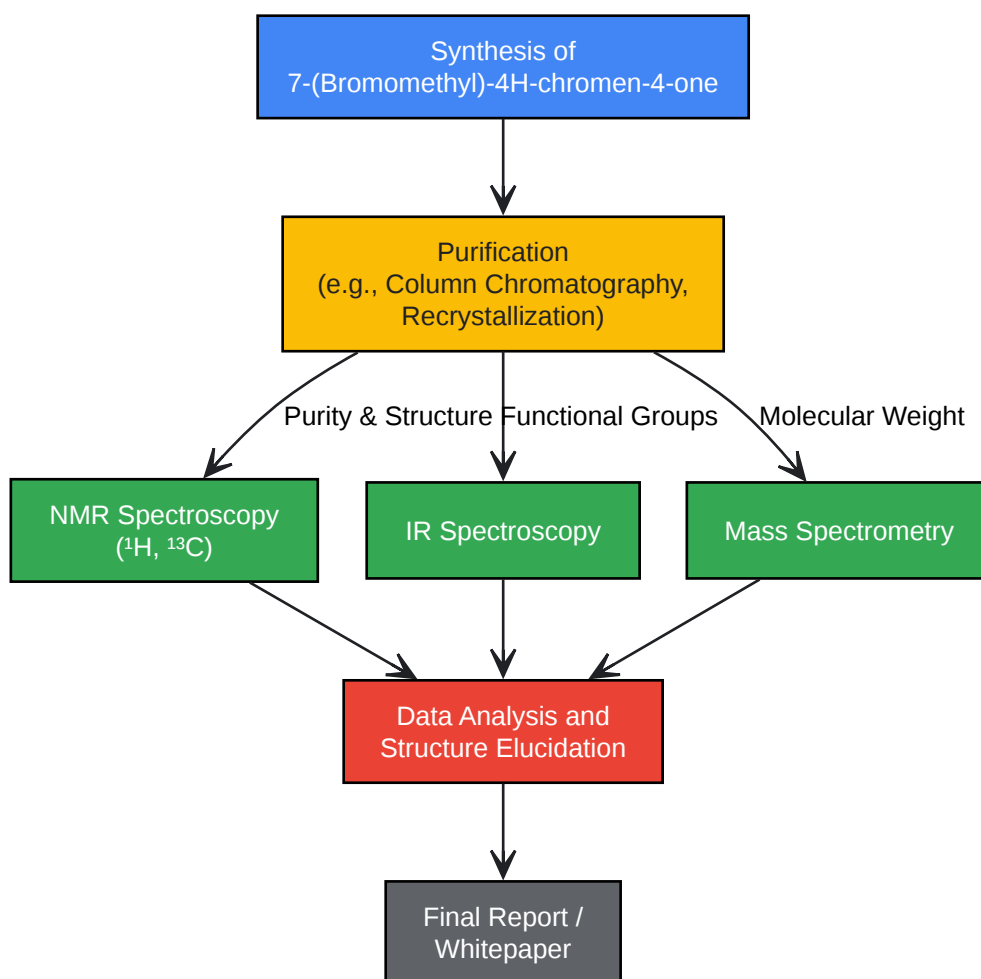 Synthesis of
7-(Bromomethyl)-4H-chromen-4-one
Purification
(e.g., Column Chromatography,
Recrystallization)
Purity & Structure
Functional Groups
Molecular Weight
NMR Spectroscopy
(¹H, ¹³C)
IR Spectroscopy
Mass Spectrometry
Data Analysis and
Structure Elucidation
Final Report /
Whitepaper